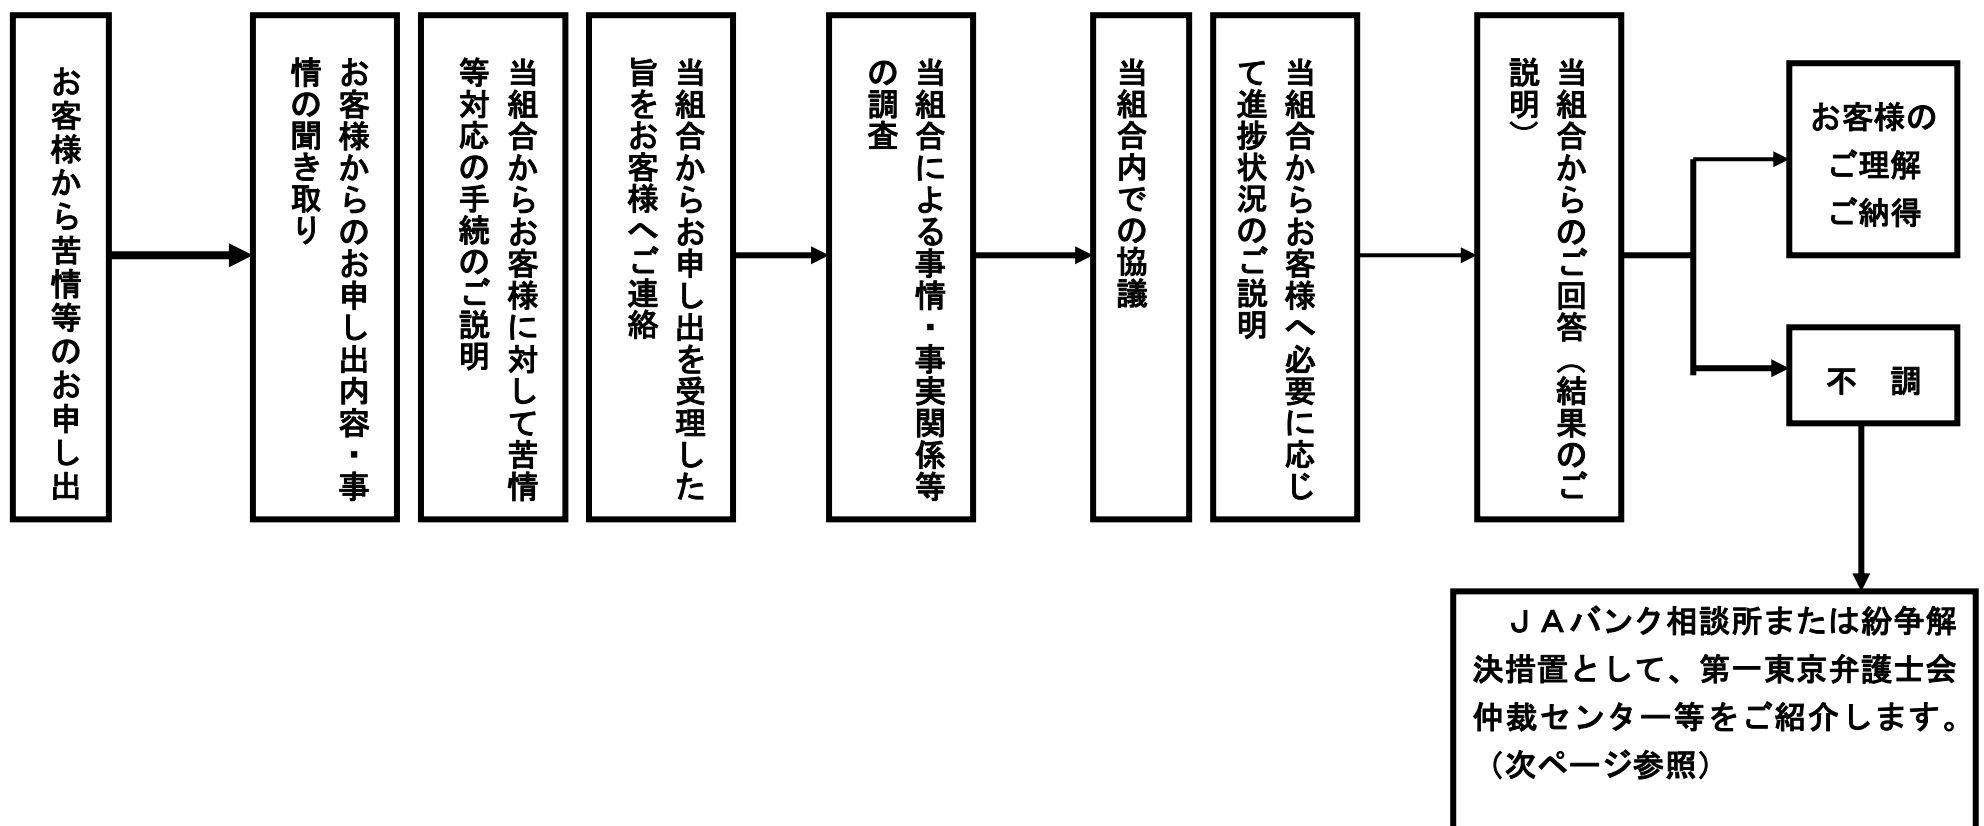 お客様から苦情等のお申し出
お客様からのお申し出内容・事
情の聞き取り
当組合からお客様に対して苦情
等対応の手続のご説明
当組合からお申し出を受理した
旨をお客様へご連絡
当組合による事情・事実関係等
の調査
当組合内での協議
当組合からお客様へ必要に応じ
て進捗状況のご説明
当組合からのご回答（結果のご
説明）
お客様の
ご理解
ご納得
不　調
ＪＡバンク相談所または紛争解
決措置として、第一東京弁護士会
仲裁センター等をご紹介します。
（次ページ参照）